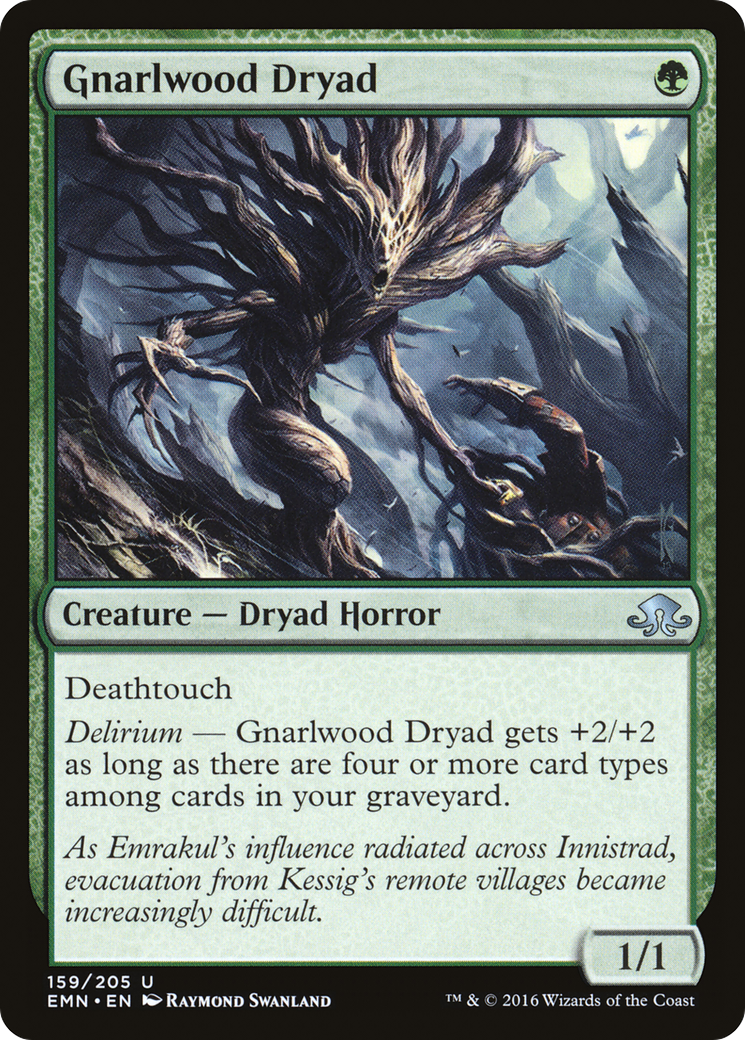 Gnarlwood Dryad
Creature — Dryad Horror
Deathtouch
Delirium — Gnarlwood Dryad gets +2/+2
as long as there are four or more card types
among cards in your graveyard.
As Emrakul's influence radiated across Innistrad,
evacuation from Kessig's remote villages became
increasingly difficult.
1/1
159/205 U
EMN • EN Raymond Swanland
™ & © 2016 Wizards of the Coast